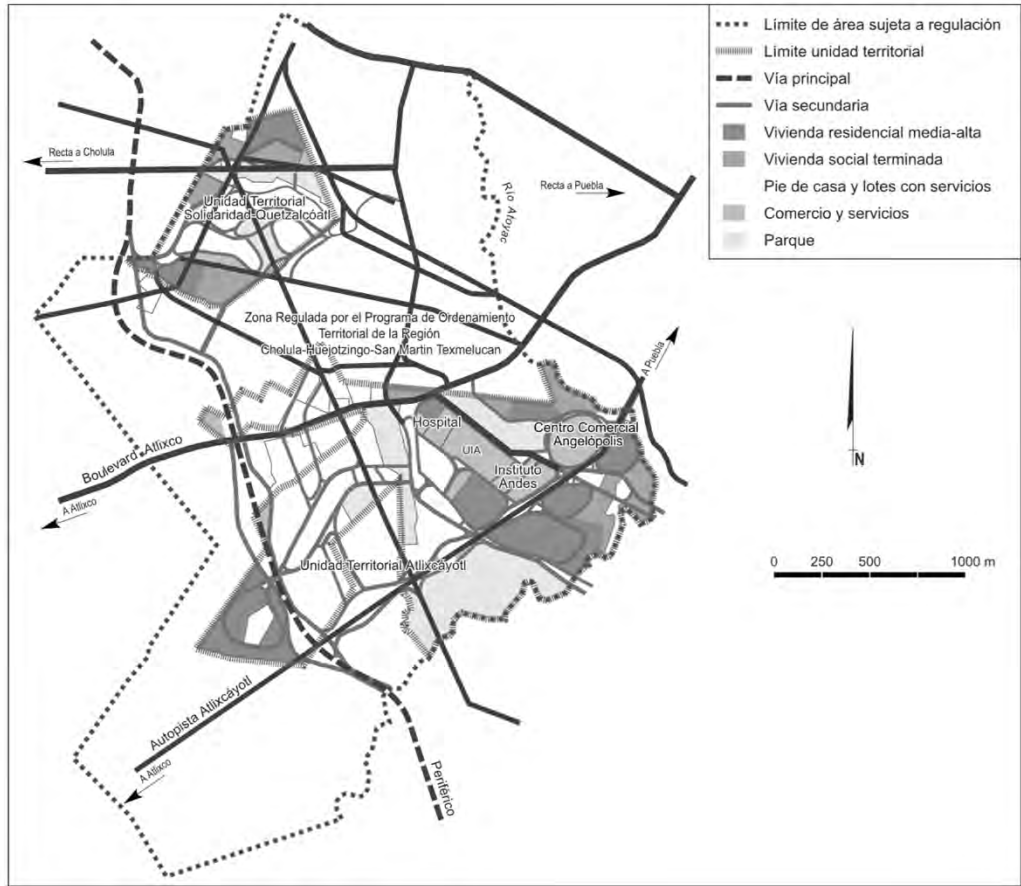 Límite de área sujeta a regulación
Límite unidad territorial
Vía principal
Vía secundaria
Vivienda residencial media-alta
Vivienda social terminada
Pie de casa y lotes con servicios
Comercio y servicios
Parque
Recta a Cholula
Recta a Puebla
Río Atoyac
Unidad Territorial
Solidaridad-Quetzalcóatl
Zona Regulada por el Programa de Ordenamiento
Territorial de la Región
Cholula-Huejotzingo-San Martin Texmelucan
A Puebla
Hospital
Centro Comercial
Angelópolis
UIA
Instituto
Andes
Boulevard Atlixco
A Atlixco
N
Unidad Territorial Atlixcáyotl
0 250 500 1000 m
Autopista Atlixcáyotl
A Atlixco
Periférico